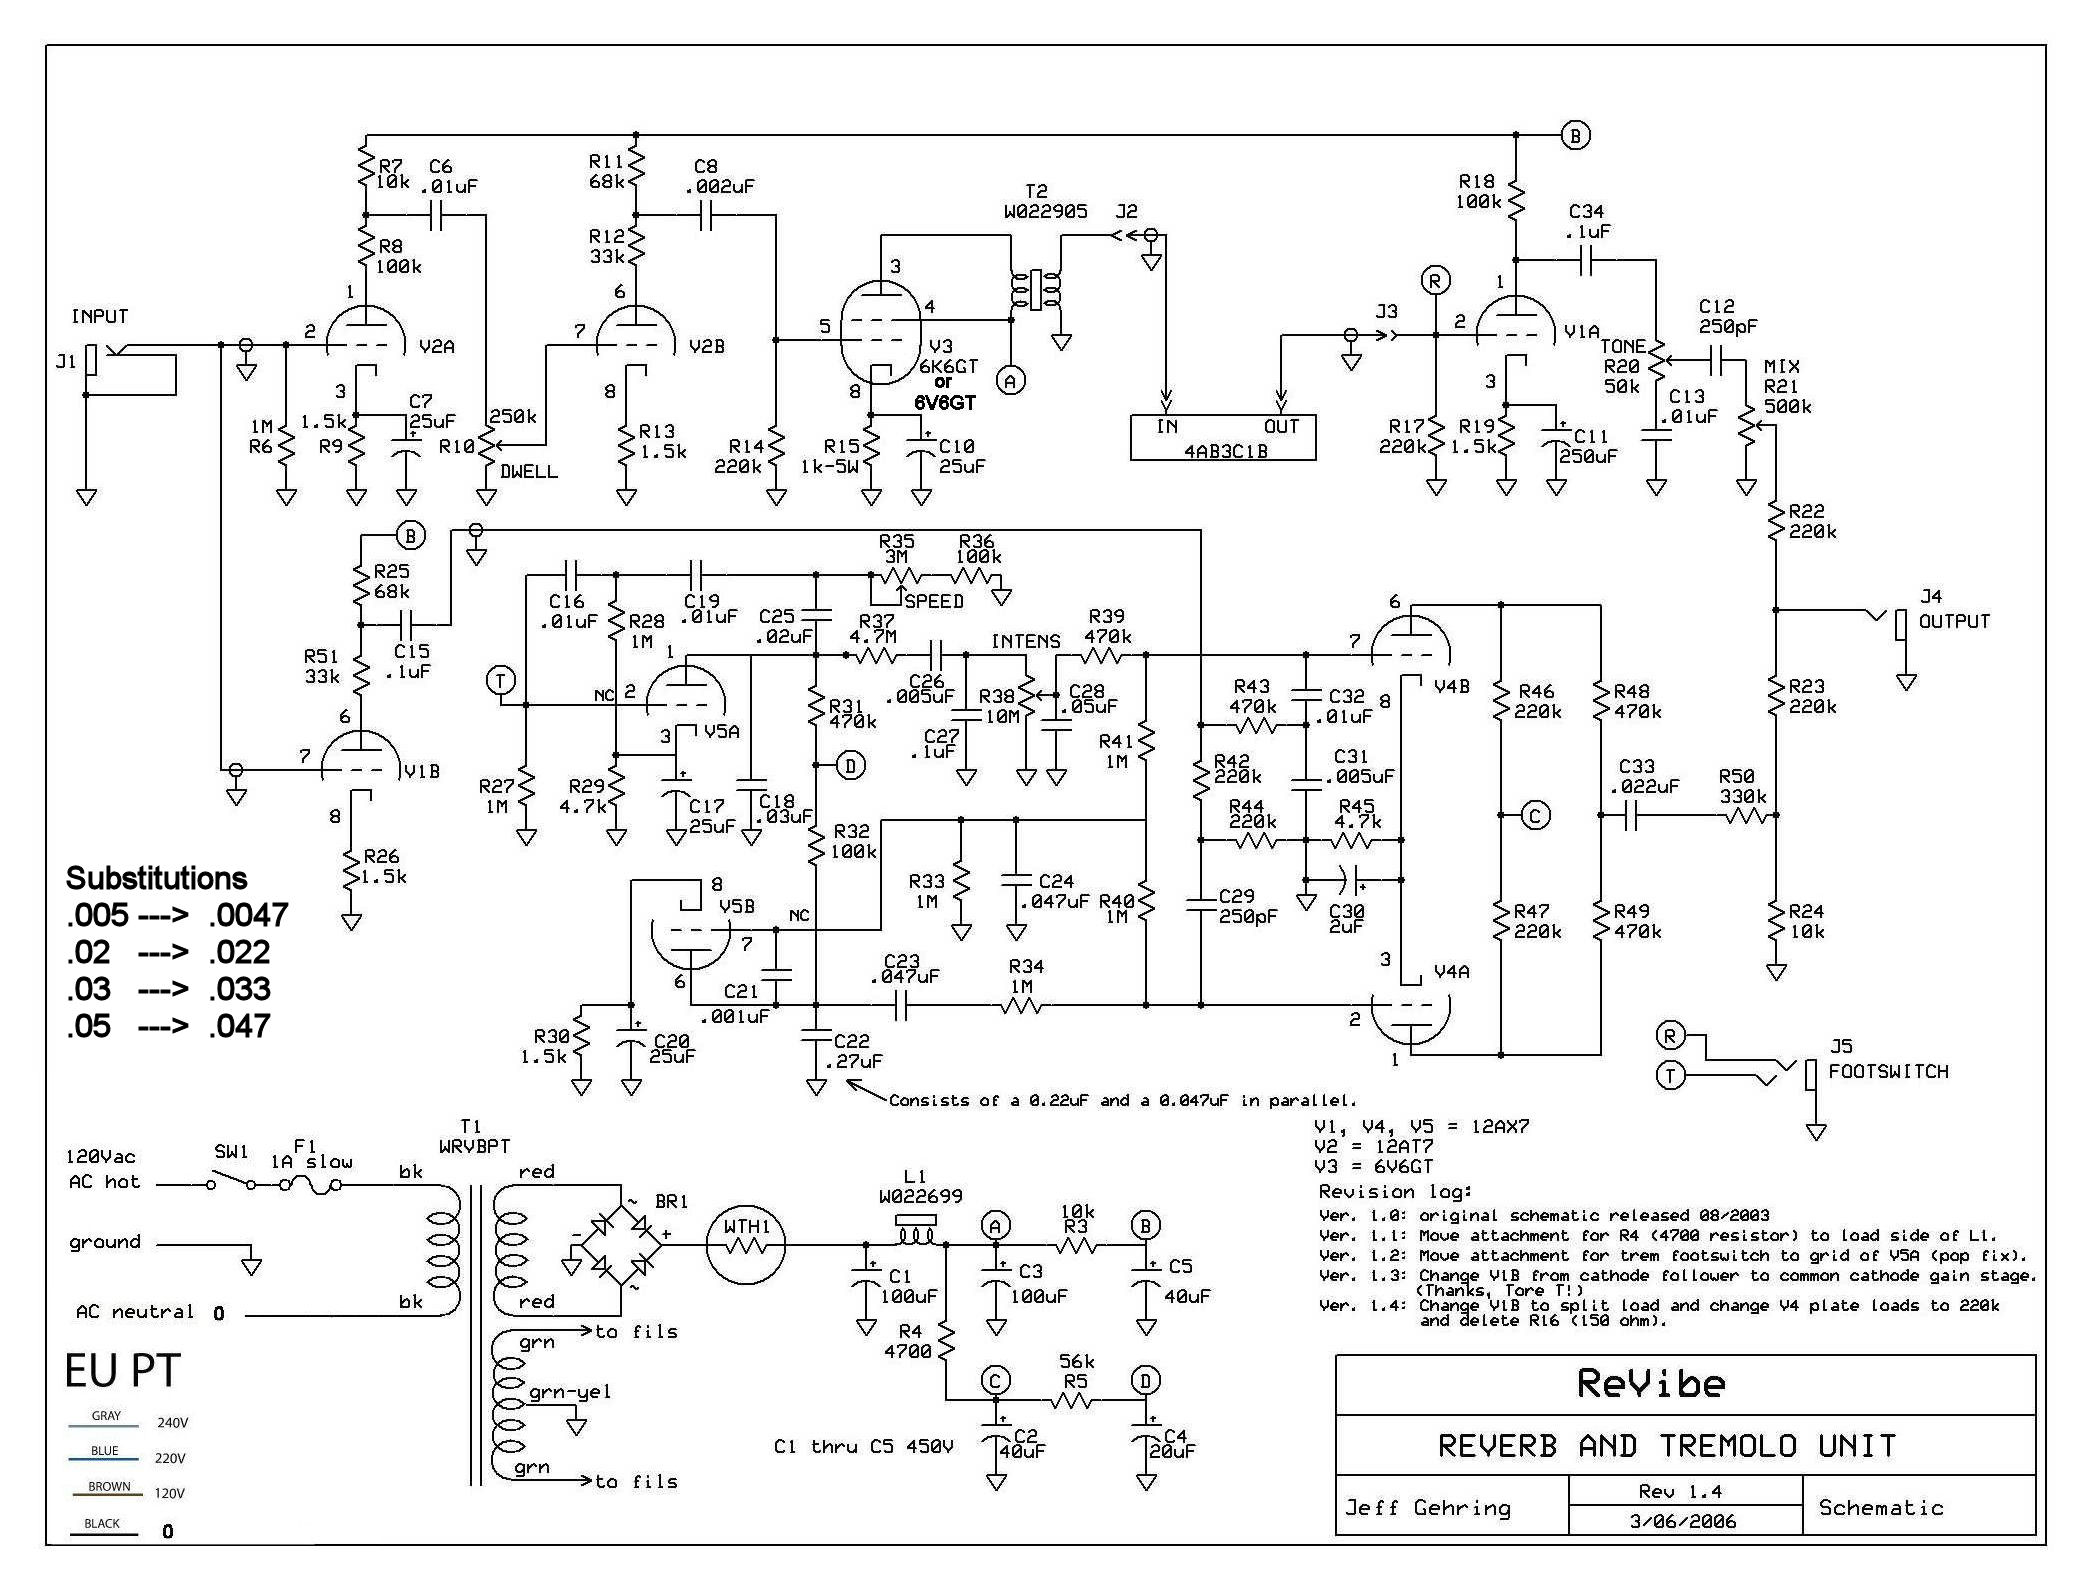 B
R7
10k
C6
.01uF
R8
100k
R11
68k
C8
.002uF
R12
33k
T2
W022905
J2
R18
100k
C34
.1uF
INPUT
J1
1
2
3
V2A
C7
25uF
1M
R6
1.5k
R9
250k
R10
DWELL
6
7
8
V2B
R13
1.5k
R14
220k
3
4
5
8
V3
6K6GT
or
6V6GT
A
R15
1k-5W
C10
25uF
IN
OUT
4AB3C1B
J3
R
1
2
3
V1A
R17
220k
R19
1.5k
C11
250uF
TONE
R20
50k
C12
250pF
C13
.01uF
MIX
R21
500k
R22
220k
J4
OUTPUT
B
R25
68k
C15
.1uF
R51
33k
6
7
8
V1B
R26
1.5k
C16
.01uF
C19
.01uF
R28
1M
C25
.02uF
R35
3M
SPEED
R36
100k
R37
4.7M
T
NC
1
2
3
V5A
R27
1M
R29
4.7k
C17
25uF
C18
.03uF
R31
470k
D
R32
100k
C26
.005uF
C27
.1uF
INTENS
R38
10M
C28
.05uF
R39
470k
R41
1M
R43
470k
R42
220k
R44
220k
C32
.01uF
C31
.005uF
R45
4.7k
6
7
8
V4B
R46
220k
R48
470k
C
C33
.022uF
R50
330k
R23
220k
R24
10k
8
V5B
NC
7
6
R33
1M
C24
.047uF
R40
1M
C29
250pF
C30
2uF
3
V4A
2
1
R47
220k
R49
470k
C21
.001uF
C23
.047uF
R34
1M
R30
1.5k
C20
25uF
C22
.27uF
Consists of a 0.22uF and a 0.047uF in parallel.
Substitutions
.005 ---> .0047
.02 ---> .022
.03 ---> .033
.05 ---> .047
R
T
J5
FOOTSWITCH
V1, V4, V5 = 12AX7
V2 = 12AT7
V3 = 6V6GT
Revision log:
Ver. 1.0: original schematic released 08/2003
Ver. 1.1: Move attachment for R4 (4700 resistor) to load side of L1.
Ver. 1.2: Move attachment for trem footswitch to grid of V5A (pop fix).
Ver. 1.3: Change V1B from cathode follower to common cathode gain stage.
(Thanks, Tore T!)
Ver. 1.4: Change V1B to split load and change V4 plate loads to 220k
and delete R16 (150 ohm).
120Vac
AC hot
SW1
F1
1A slow
bk
T1
WRVBPT
red
ground
AC neutral 0
bk
red
~
BR1
-
+
~
WTH1
L1
W022699
A
10k
R3
B
C1
100uF
C3
100uF
C5
40uF
R4
4700
C
56k
R5
D
C2
40uF
C4
20uF
grn
to fils
grn-yel
grn
to fils
C1 thru C5 450V
EU PT
GRAY 240V
BLUE 220V
BROWN 120V
BLACK 0
ReVibe
REVERB AND TREMOLO UNIT
Jeff Gehring
Rev 1.4
3/06/2006
Schematic